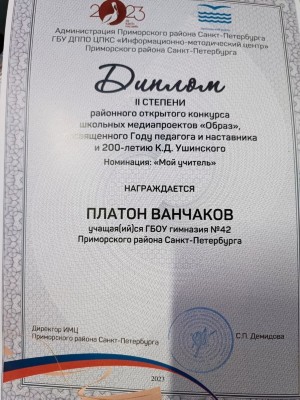 2023
Администрация Приморского района Санкт-Петербурга
ГБУ ДППО ЦПКС «Информационно-методический центр»
Приморского района Санкт-Петербурга
Диплом
II СТЕПЕНИ
районного открытого конкурса
школьных медиапроектов «Образ»,
священного Году педагога и наставника
и 200-летию К.Д. Ушинского
Номинация: «Мой учитель»
НАГРАЖДАЕТСЯ
ПЛАТОН ВАНЧАКОВ
учащая(ий)ся ГБОУ гимназия №42
Приморского района Санкт-Петербурга
Директор ИМЦ
Приморского района Санкт-Петербурга
С.П. Демидова
2023